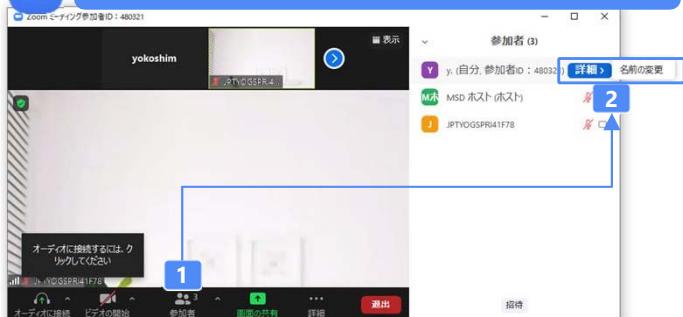 Zoom ミーティング参加者ID：480321
表示
yokoshim
JPTYOGSPR4...
参加者 (3)
y. (自分, 参加者ID：480321)
詳細 >
名前の変更
MSD ホスト (ホスト)
JPTYOGSPRI41F78
2
オーディオに接続するには、ク
リックしてください
JPTYOGSPRI41F78
1
オーディオに接続
ビデオの開始
3
参加者
画面の共有
詳細
退出
招待